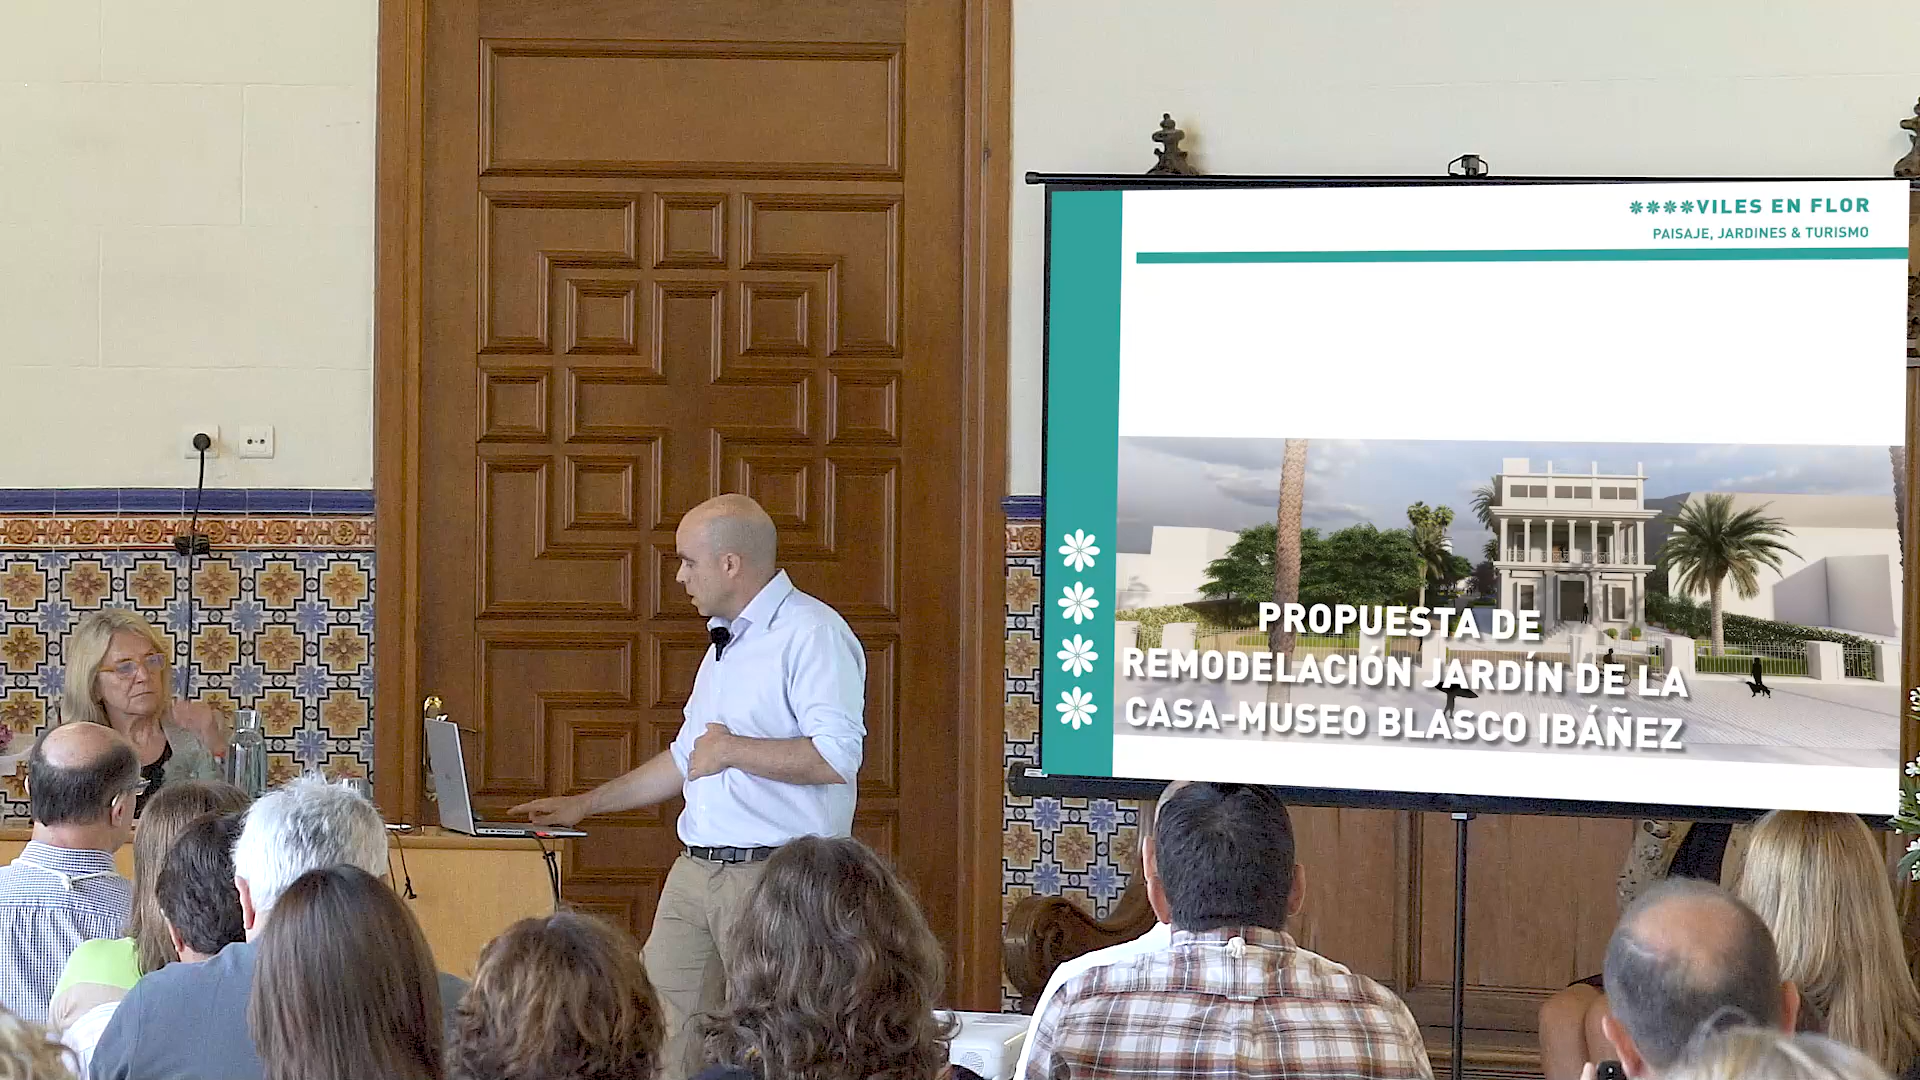 ****VILES EN FLOR
PAISAJE, JARDINES & TURISMO
PROPUESTA DE
REMODELACIÓN JARDÍN DE LA
CASA-MUSEO BLASCO IBÁÑEZ